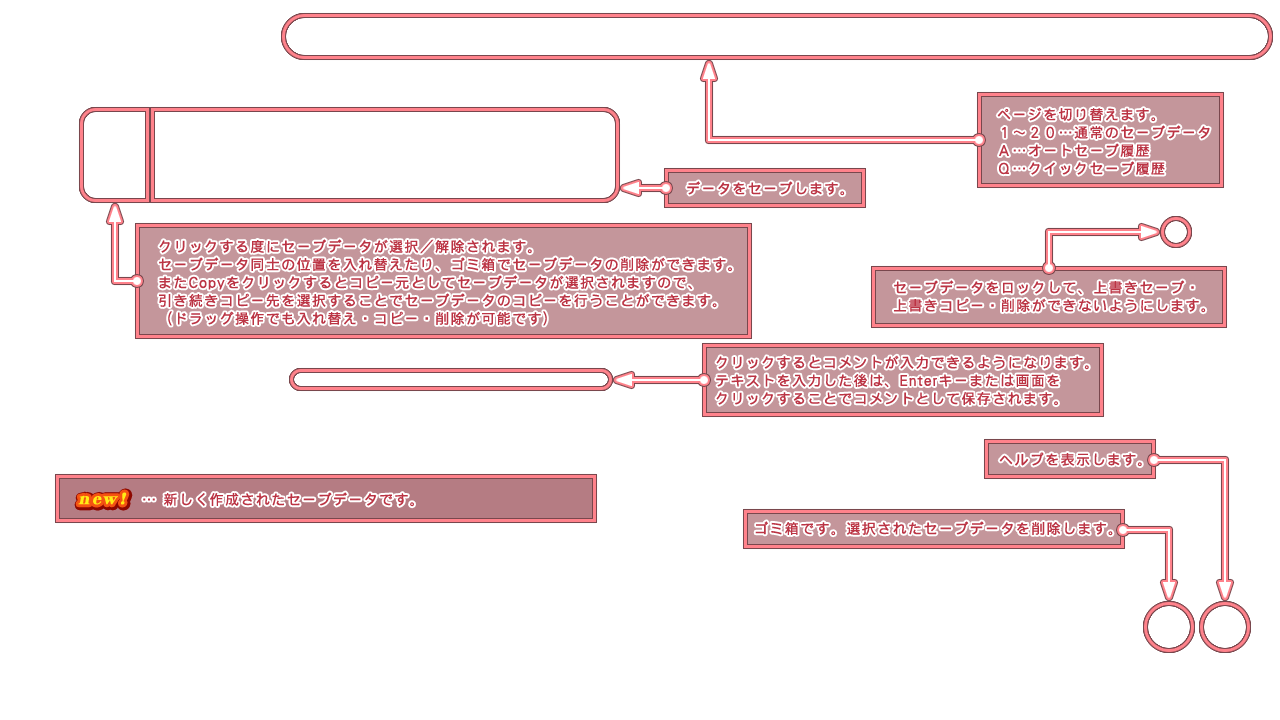 ページを切り替えます。
１～２０…通常のセーブデータ
Ａ…オートセーブ履歴
Ｑ…クイックセーブ履歴
データをセーブします。
クリックする度にセーブデータが選択／解除されます。
セーブデータ同士の位置を入れ替えたり、ゴミ箱でセーブデータの削除ができます。
またCopyをクリックするとコピー元としてセーブデータが選択されますので、
引き続きコピー先を選択することでセーブデータのコピーを行うことができます。
（ドラッグ操作でも入れ替え・コピー・削除が可能です）
セーブデータをロックして、上書きセーブ・
上書きコピー・削除ができないようにします。
クリックするとコメントが入力できるようになります。
テキストを入力した後は、Enterキーまたは画面を
クリックすることでコメントとして保存されます。
ヘルプを表示します。
new! … 新しく作成されたセーブデータです。
ゴミ箱です。選択されたセーブデータを削除します。